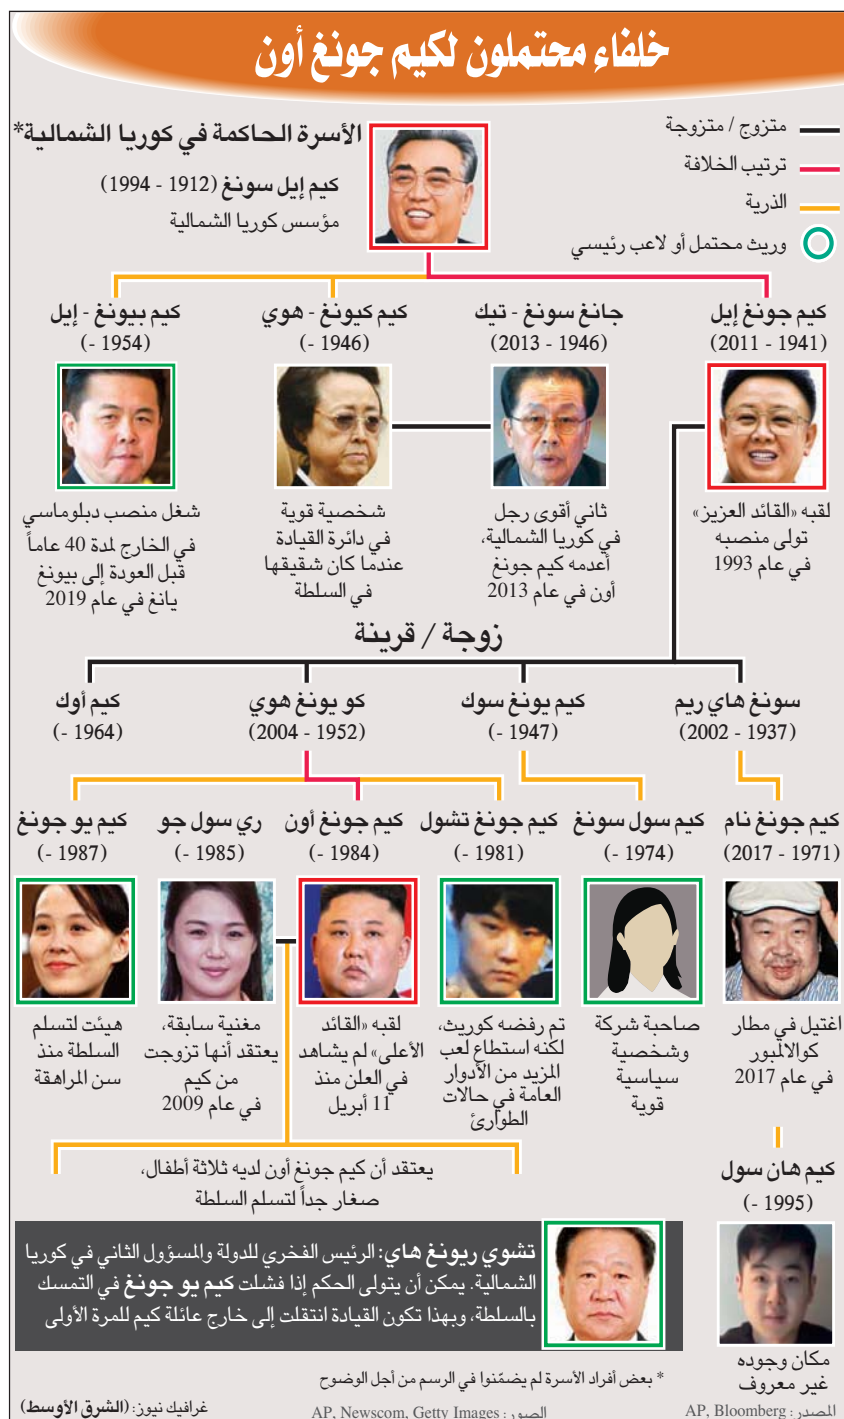 خلفاء محتملون لكيم جونغ أون
متزوج / متزوجة
ترتيب الخلافة
الذرية
وريث محتمل أو لاعب رئيسي
الأسرة الحاكمة في كوريا الشمالية*
كيم إيل سونغ (1912 - 1994)
مؤسس كوريا الشمالية
كيم جونغ إيل
(1941 - 2011)
لقبه «القائد العزيز»
تولى منصبه
في عام 1993
جانغ سونغ - تيك
(1946 - 2013)
ثاني أقوى رجل
في كوريا الشمالية،
أعدمه كيم جونغ
أون في عام 2013
كيم كيونغ - هوي
(1946 -)
شخصية قوية
في دائرة القيادة
عندما كان شقيقها
في السلطة
كيم بيونغ - إيل
(1954 -)
شغل منصب دبلوماسي
في الخارج لمدة 40 عاماً
قبل العودة إلى بيونغ
يانغ في عام 2019
زوجة / قرينة
سونغ هاي ريم
(1937 - 2002)
كيم يونغ سوك
(1947 -)
كو يونغ هوي
(1952 - 2004)
كيم أوك
(1964 -)
كيم جونغ نام
(1971 - 2017)
اغتيل في مطار
كوالالمبور
في عام 2017
كيم سول سونغ
(1974 -)
صاحبة شركة
وشخصية
سياسية
قوية
كيم جونغ تشول
(1981 -)
تم رفضه كوريث،
لكنه استطاع لعب
المزيد من الأدوار
العامة في حالات
الطوارئ
كيم جونغ أون
(1984 -)
لقبه «القائد
الأعلى» لم يشاهد
في العلن منذ
11 أبريل
ري سول جو
(1985 -)
مغنية سابقة،
يعتقد أنها تزوجت
من كيم
في عام 2009
كيم يو جونغ
(1987 -)
هيئت لتسلم
السلطة منذ
سن المراهقة
يعتقد أن كيم جونغ أون لديه ثلاثة أطفال،
صغار جداً لتسلم السلطة
كيم هان سول
(1995 -)
مكان وجوده
غير معروف
تشوي ريونغ هاي: الرئيس الفخري للدولة والمسؤول الثاني في كوريا
الشمالية. يمكن أن يتولى الحكم إذا فشلت كيم يو جونغ في التمسك
بالسلطة، وبهذا تكون القيادة انتقلت إلى خارج عائلة كيم للمرة الأولى
* بعض أفراد الأسرة لم يضمّنوا في الرسم من أجل الوضوح
المصدر: AP, Bloomberg
الصور: AP, Newscom, Getty Images
غرافيك نيوز: (الشرق الأوسط)